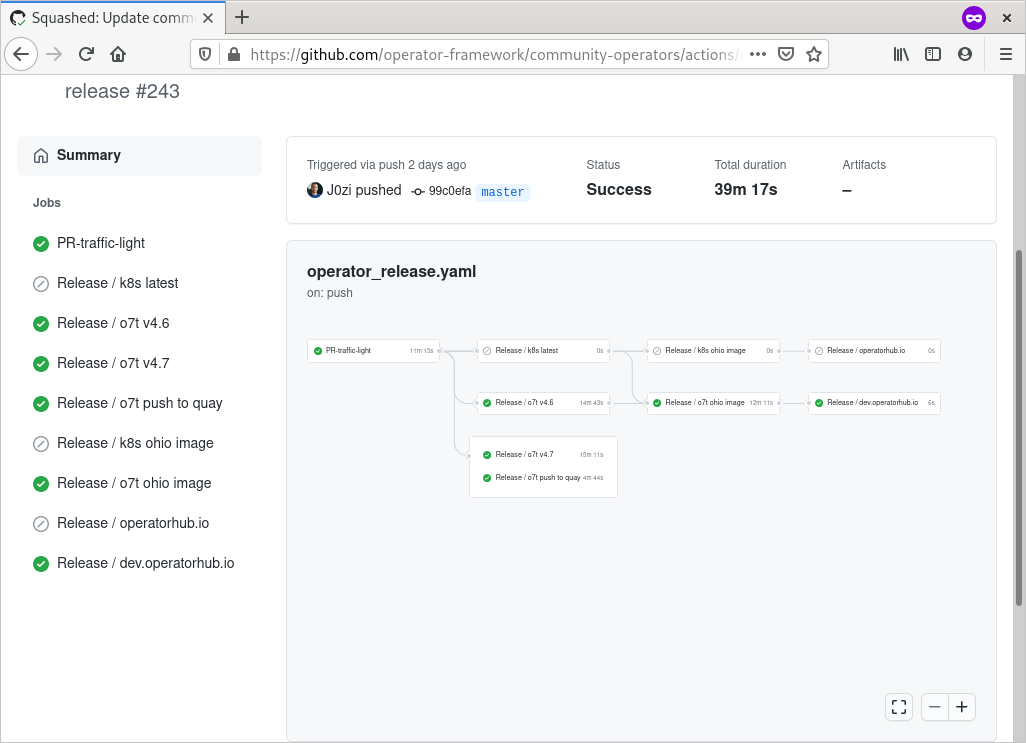 Squashed: Update comm
https://github.com/operator-framework/community-operators/actions/
release #243
Summary
Jobs
PR-traffic-light
Release / k8s latest
Release / o7t v4.6
Release / o7t v4.7
Release / o7t push to quay
Release / k8s ohio image
Release / o7t ohio image
Release / operatorhub.io
Release / dev.operatorhub.io
Triggered via push 2 days ago
J0zi pushed 99c0efa master
Status
Success
Total duration
39m 17s
Artifacts
–
operator_release.yaml
on: push
PR-traffic-light 11m 15s
Release / k8s latest 0s
Release / k8s ohio image 0s
Release / operatorhub.io 0s
Release / o7t v4.6 14m 43s
Release / o7t ohio image 12m 11s
Release / dev.operatorhub.io 6s
Release / o7t v4.7 15m 11s
Release / o7t push to quay 4m 44s